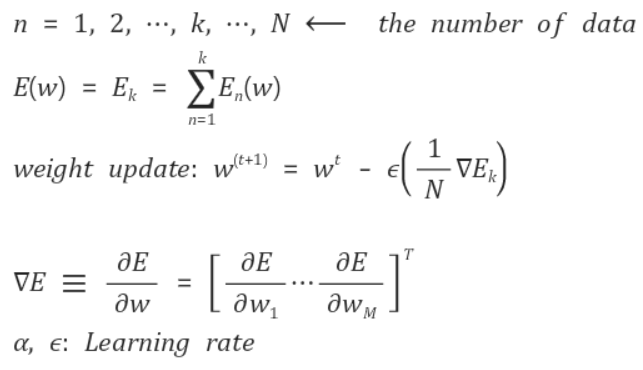 n = 1, 2, ⋯, k, ⋯, N ⟵ the number of data
E(w) = E_k = ∑_{n=1}^{k} E_n(w)
weight update: w^{(t+1)} = w^t - ϵ(1/N ∇E_k)
∇E ≡ ∂E/∂w = [∂E/∂w_1 ⋯ ∂E/∂w_M]^T
α, ϵ: Learning rate